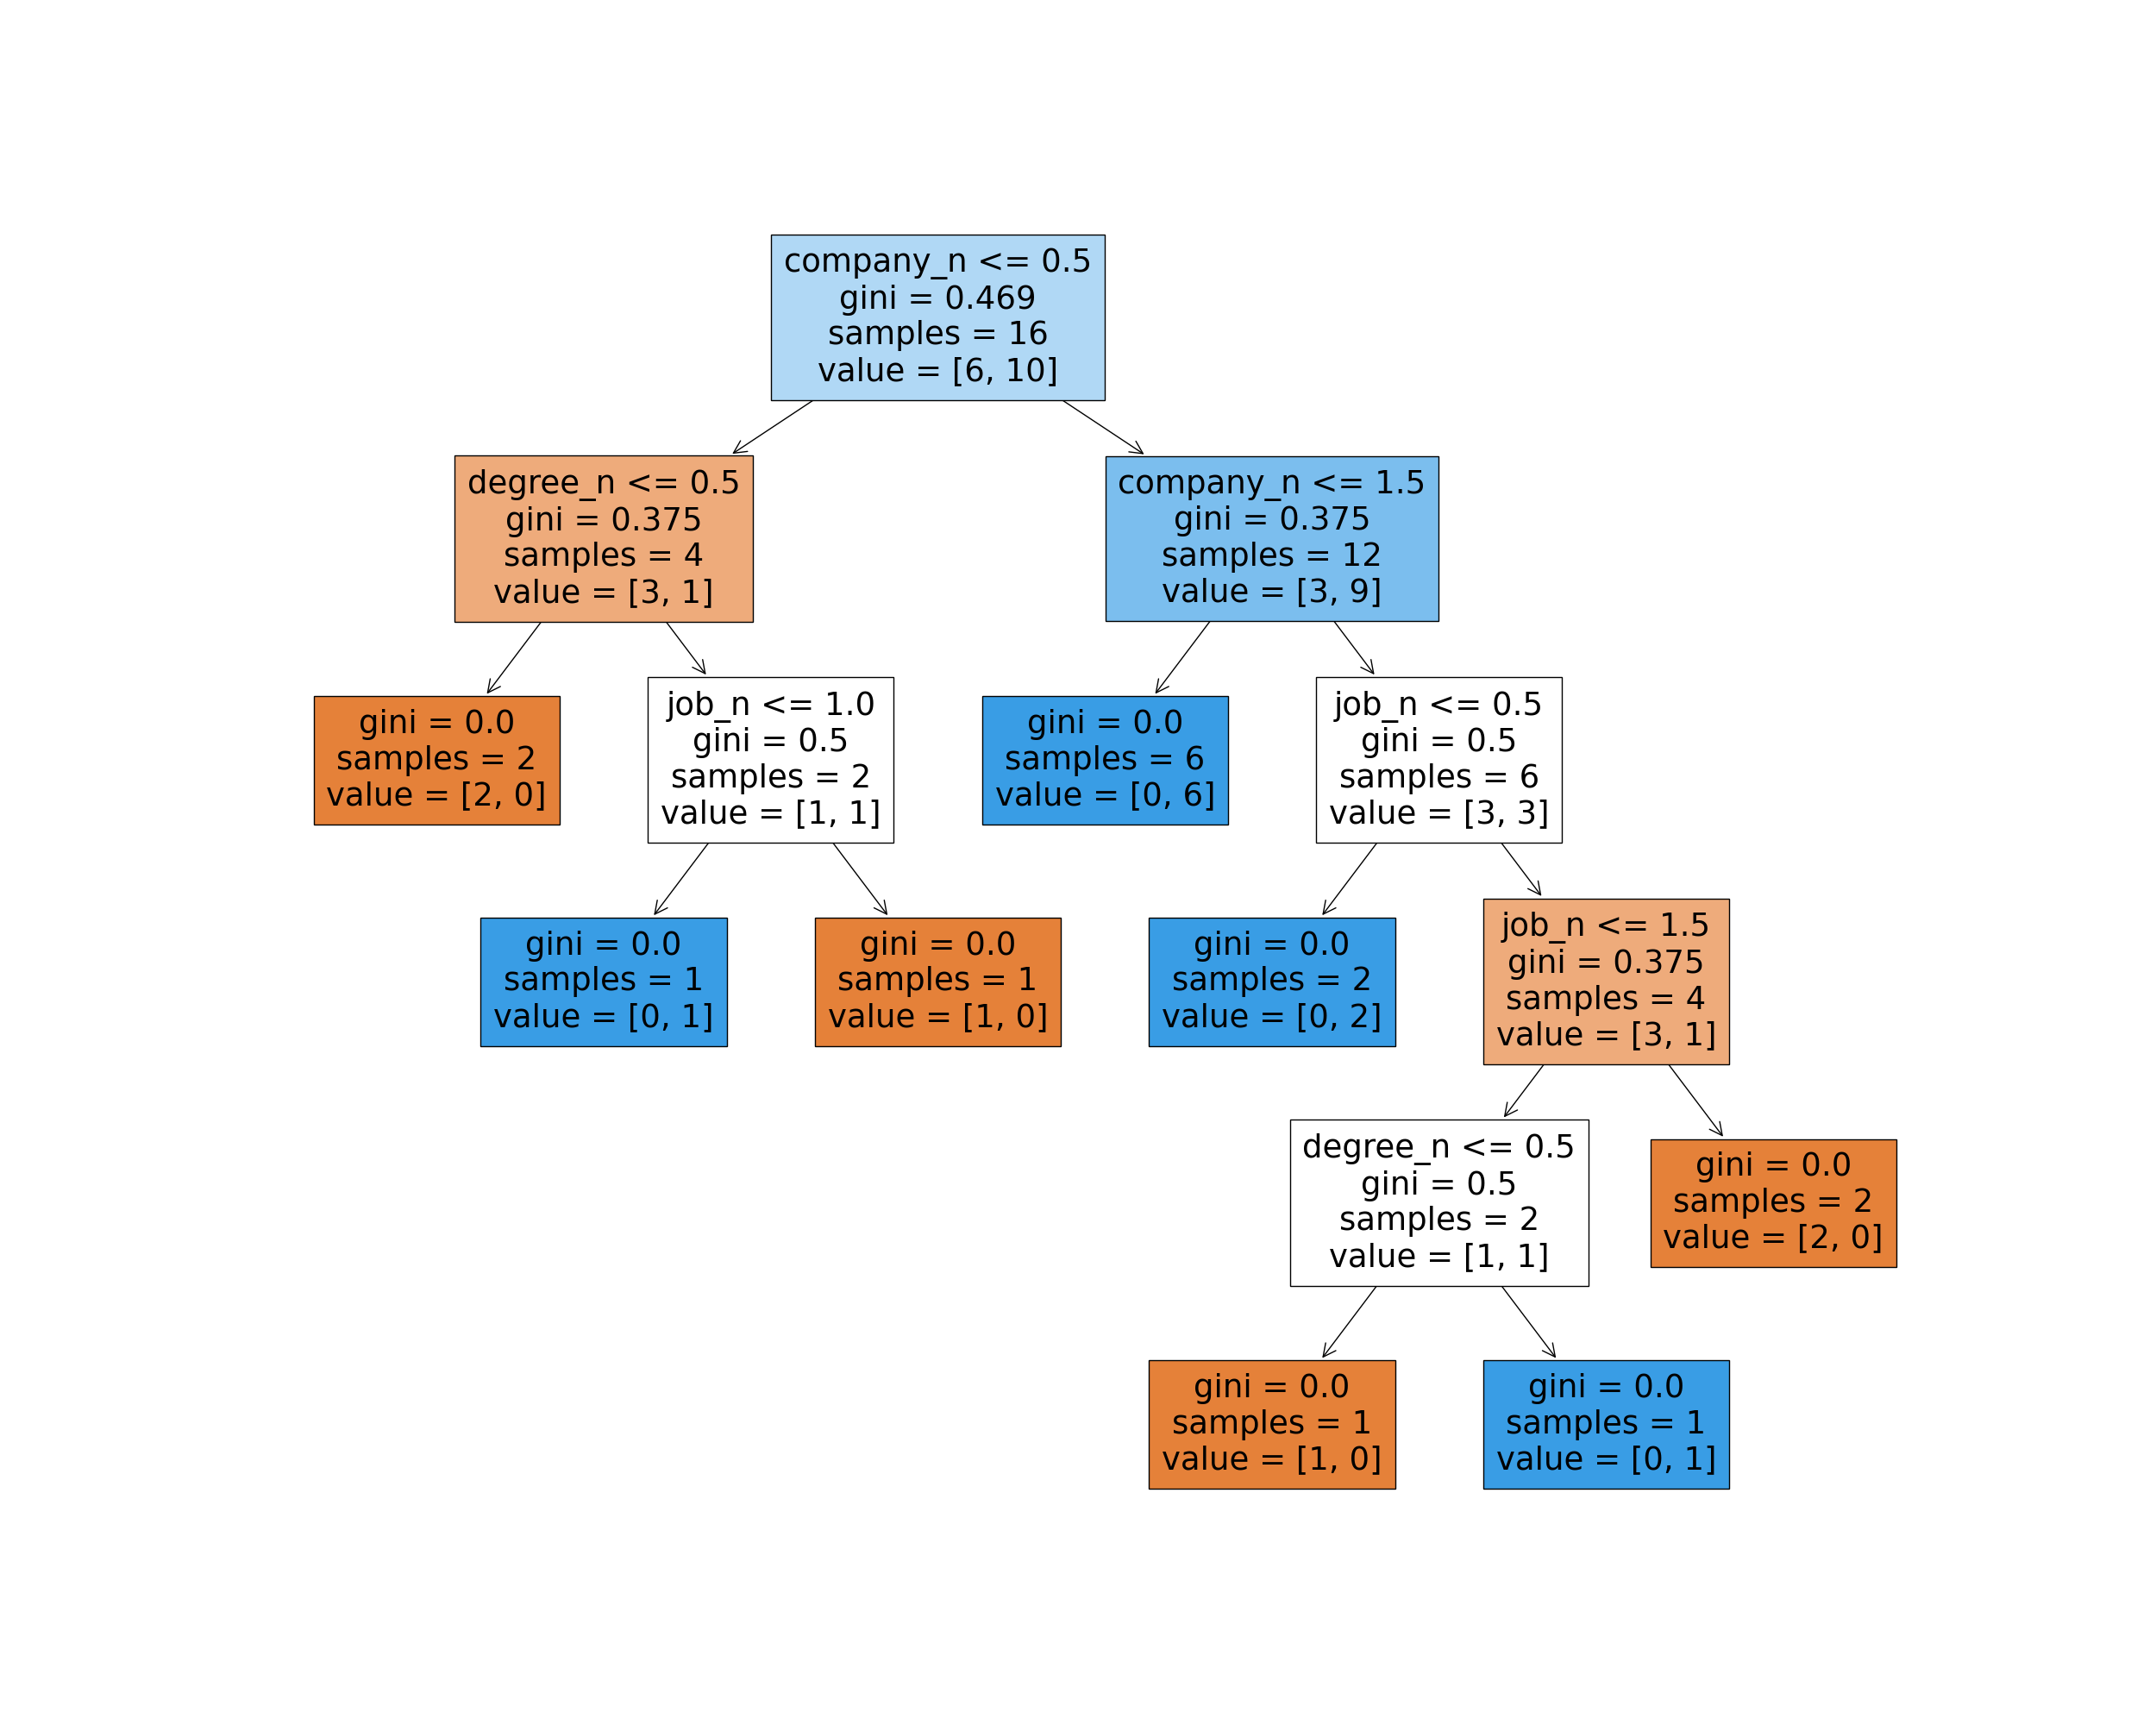 company_n <= 0.5
gini = 0.469
samples = 16
value = [6, 10]
degree_n <= 0.5
gini = 0.375
samples = 4
value = [3, 1]
company_n <= 1.5
gini = 0.375
samples = 12
value = [3, 9]
gini = 0.0
samples = 2
value = [2, 0]
job_n <= 1.0
gini = 0.5
samples = 2
value = [1, 1]
gini = 0.0
samples = 6
value = [0, 6]
job_n <= 0.5
gini = 0.5
samples = 6
value = [3, 3]
gini = 0.0
samples = 1
value = [0, 1]
gini = 0.0
samples = 1
value = [1, 0]
gini = 0.0
samples = 2
value = [0, 2]
job_n <= 1.5
gini = 0.375
samples = 4
value = [3, 1]
degree_n <= 0.5
gini = 0.5
samples = 2
value = [1, 1]
gini = 0.0
samples = 2
value = [2, 0]
gini = 0.0
samples = 1
value = [1, 0]
gini = 0.0
samples = 1
value = [0, 1]